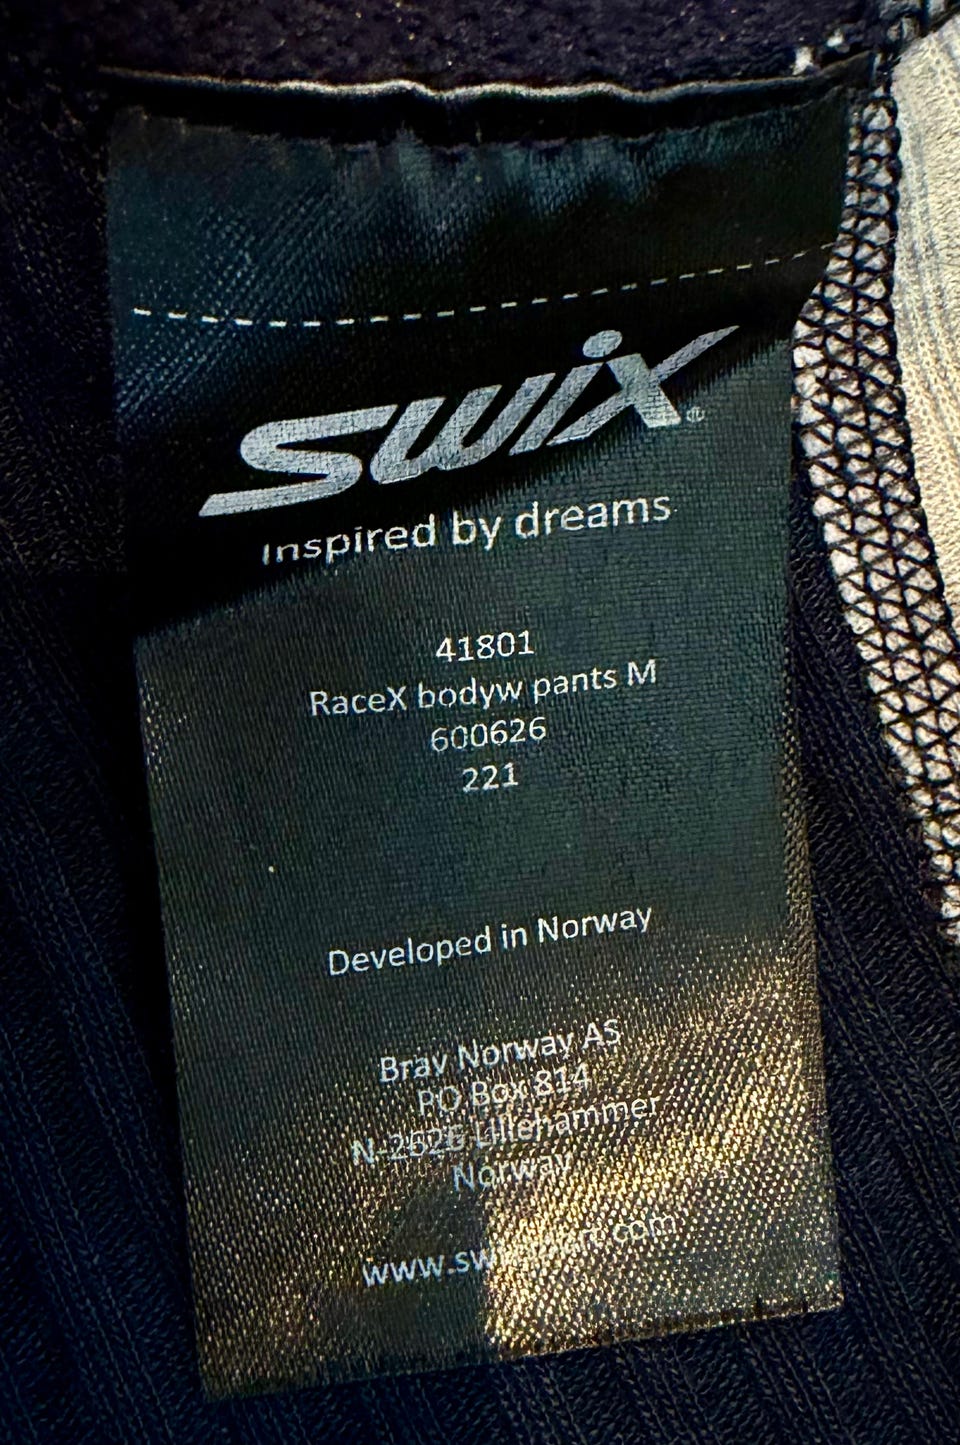 swix®
Inspired by dreams
41801
RaceX bodyw pants M
600626
221
Developed in Norway
Brav Norway AS
PO Box 814
N-2626 Lillehammer
Norway